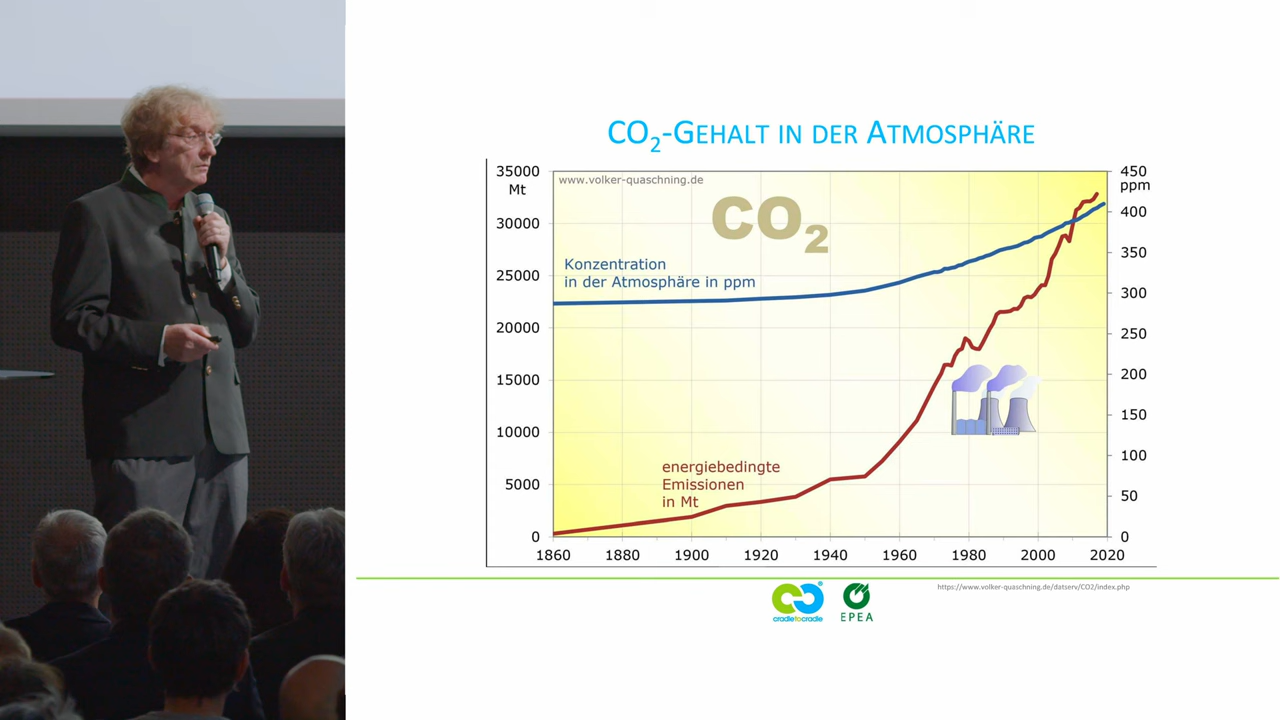 CO₂-GEHALT IN DER ATMOSPHÄRE
35000
Mt
30000
25000
20000
15000
10000
5000
0
www.volker-quaschning.de
CO₂
Konzentration
in der Atmosphäre in ppm
energiebedingte
Emissionen
in Mt
450
ppm
400
350
300
250
200
150
100
50
0
1860 1880 1900 1920 1940 1960 1980 2000 2020
https://www.volker-quaschning.de/datserv/CO2/index.php
cradletocradle
EPEA